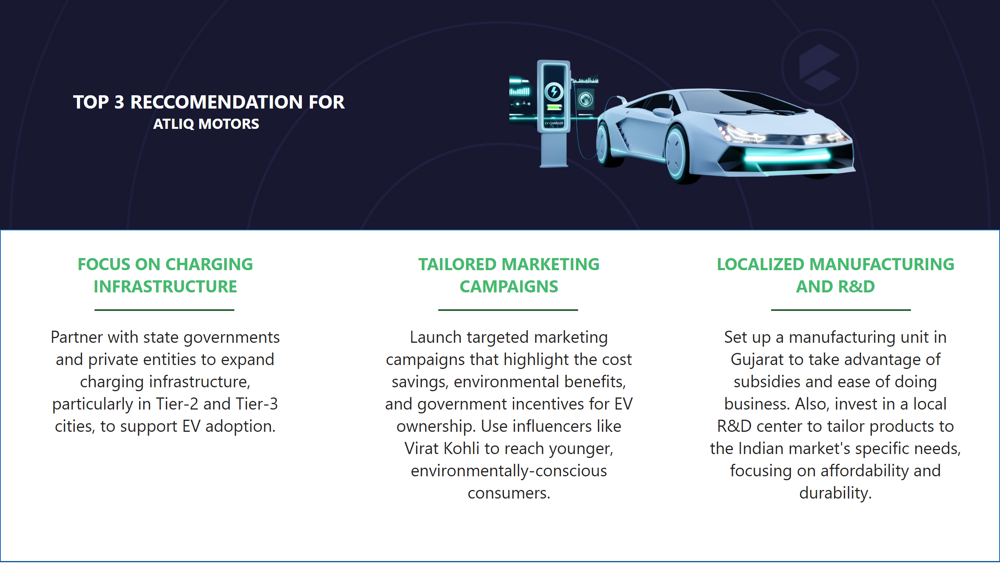 TOP 3 RECCOMENDATION FOR
ATLIQ MOTORS
EV CHARGER
FOCUS ON CHARGING
INFRASTRUCTURE
Partner with state governments
and private entities to expand
charging infrastructure,
particularly in Tier-2 and Tier-3
cities, to support EV adoption.
TAILORED MARKETING
CAMPAIGNS
Launch targeted marketing
campaigns that highlight the cost
savings, environmental benefits,
and government incentives for EV
ownership. Use influencers like
Virat Kohli to reach younger,
environmentally-conscious
consumers.
LOCALIZED MANUFACTURING
AND R&D
Set up a manufacturing unit in
Gujarat to take advantage of
subsidies and ease of doing
business. Also, invest in a local
R&D center to tailor products to
the Indian market's specific needs,
focusing on affordability and
durability.